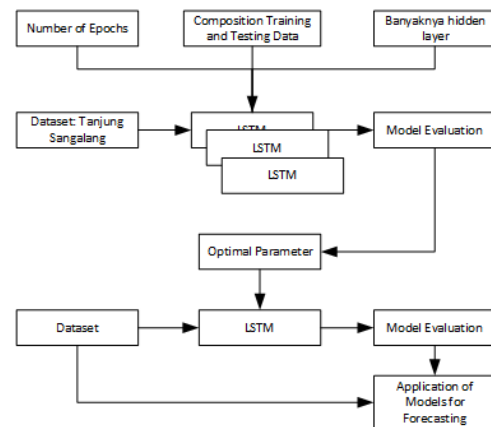 Number of Epochs
Composition Training
and Testing Data
Banyaknya hidden
layer
Dataset: Tanjung
Sangalang
LSTM
LSTM
LSTM
Model Evaluation
Optimal Parameter
Dataset
LSTM
Model Evaluation
Application of
Models for
Forecasting